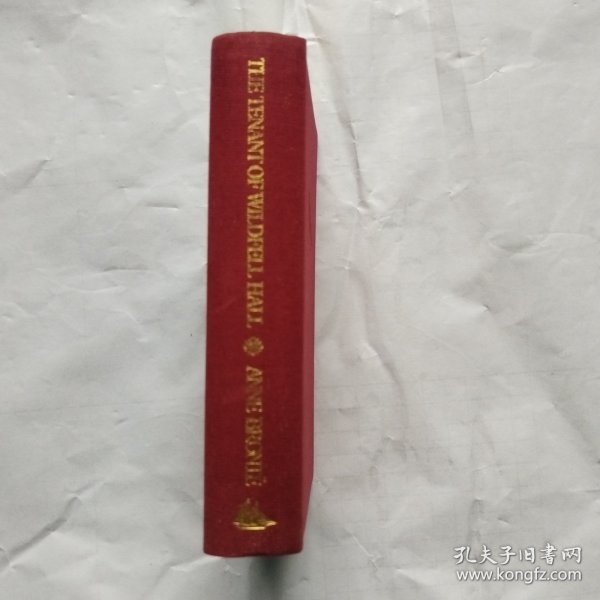 THE TENANT OF WILDFELL HALL ANNE BRONTË
孔夫子旧书网
www.kongfz.com